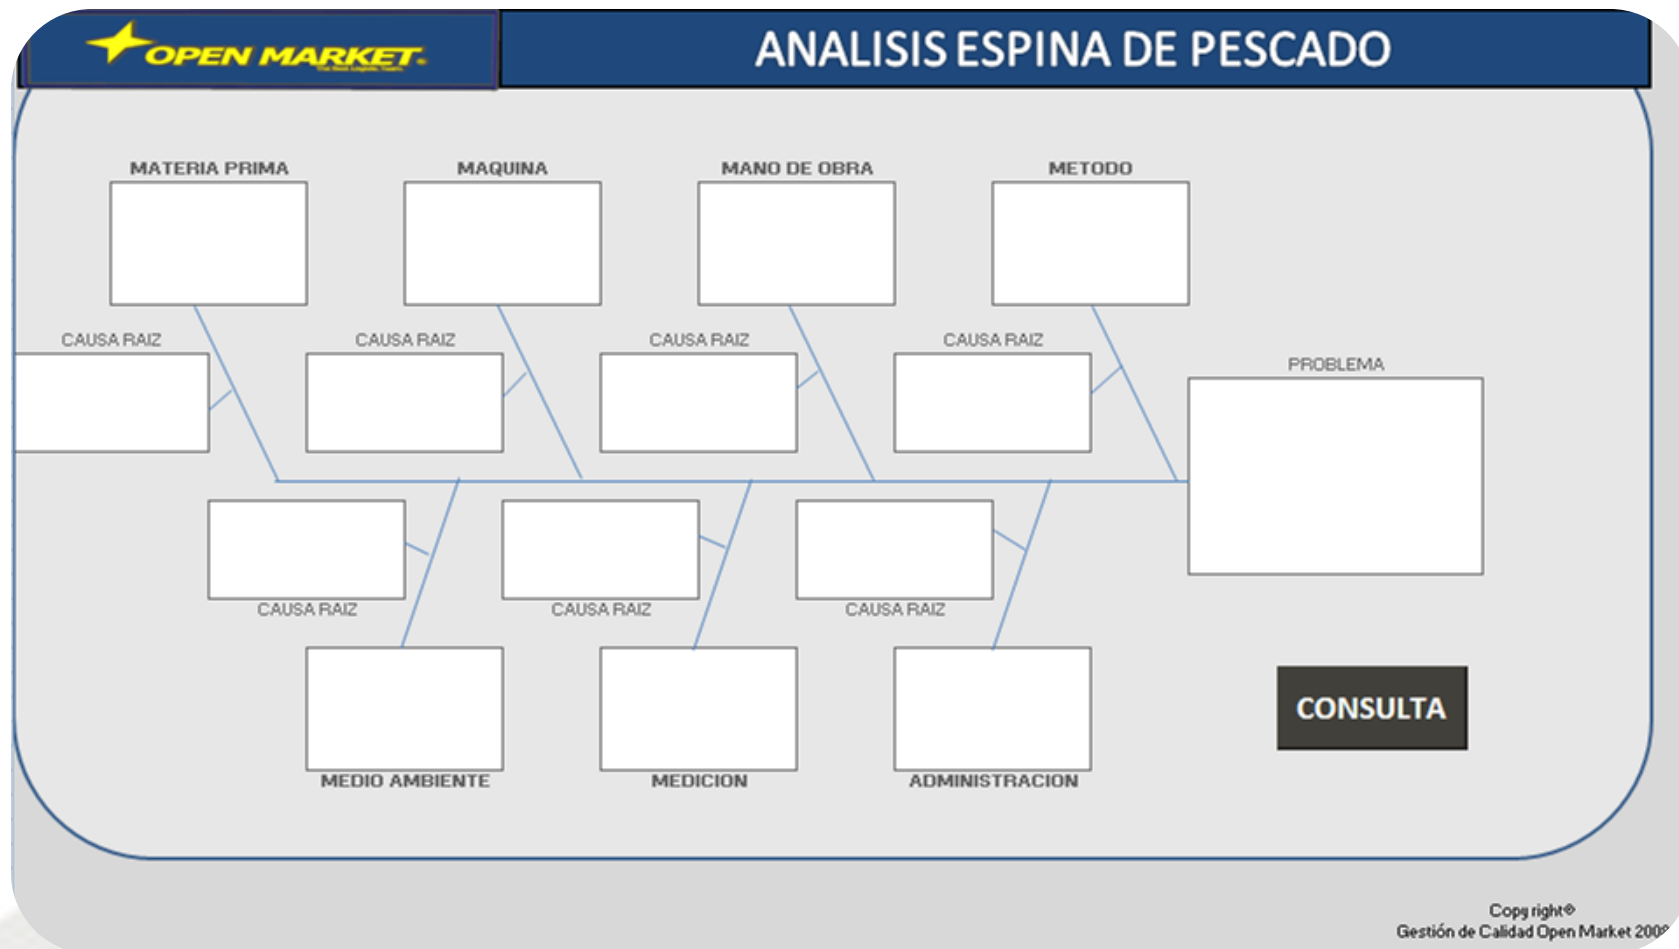 OPEN MARKET.
ANALISIS ESPINA DE PESCADO
MATERIA PRIMA
MAQUINA
MANO DE OBRA
METODO
CAUSA RAIZ
CAUSA RAIZ
CAUSA RAIZ
CAUSA RAIZ
PROBLEMA
CAUSA RAIZ
CAUSA RAIZ
CAUSA RAIZ
CONSULTA
MEDIO AMBIENTE
MEDICION
ADMINISTRACION
Copy right©
Gestión de Calidad Open Market